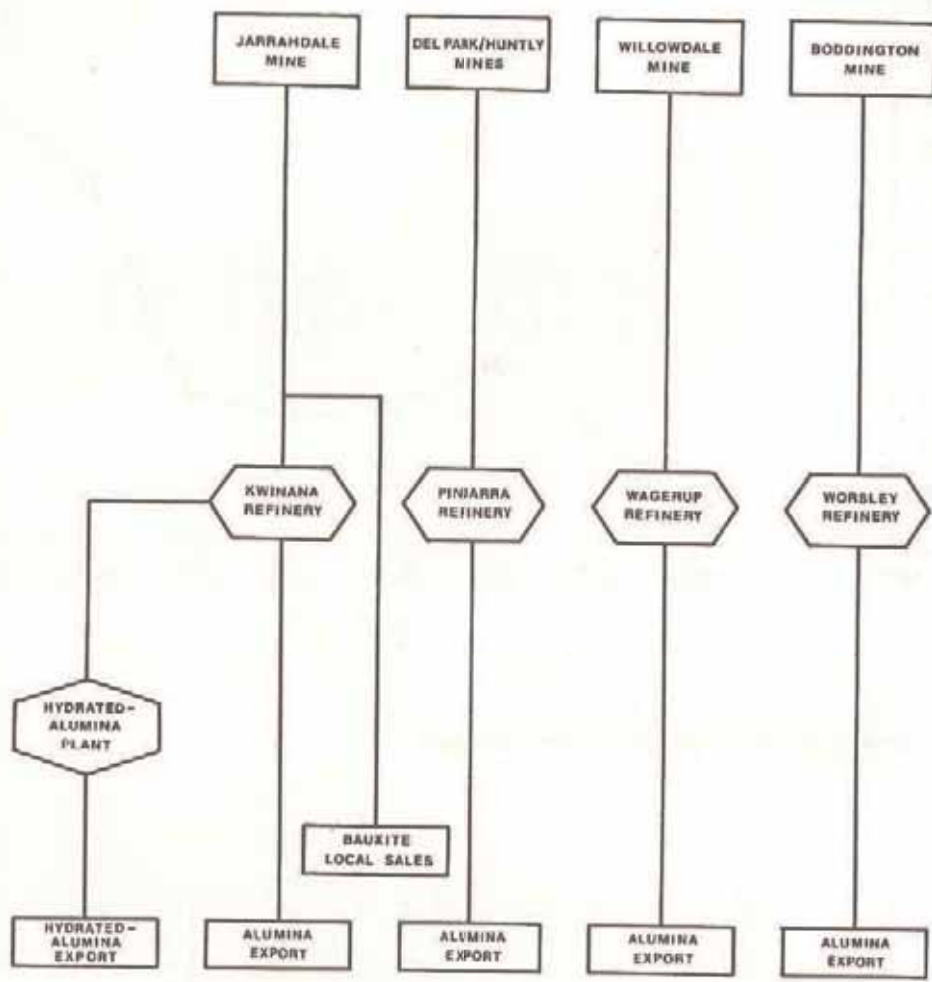 JARRAHDALE
MINE
DEL PARK/HUNTLY
NINES
WILLOWDALE
MINE
BODDINGTON
MINE
KWINANA
REFINERY
PINJARRA
REFINERY
WAGERUP
REFINERY
WORSLEY
REFINERY
HYDRATED-
ALUMINA
PLANT
BAUXITE
LOCAL SALES
HYDRATED-
ALUMINA
EXPORT
ALUMINA
EXPORT
ALUMINA
EXPORT
ALUMINA
EXPORT
ALUMINA
EXPORT